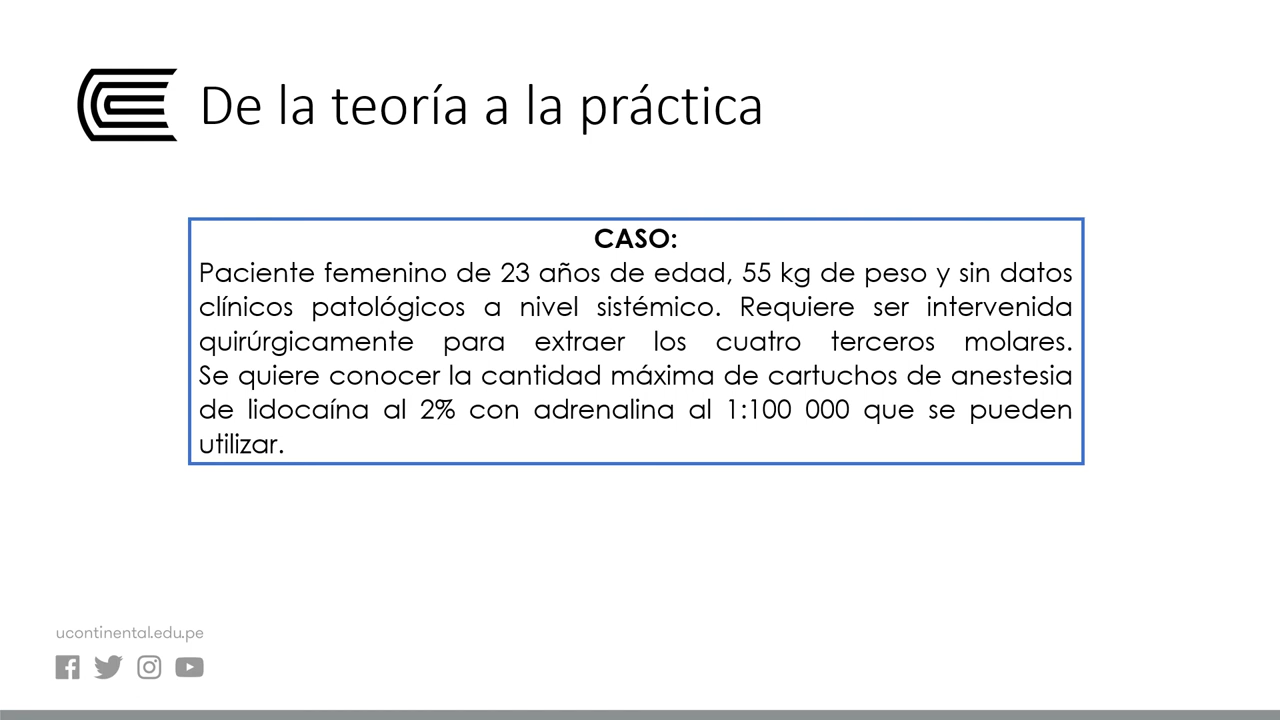 De la teoría a la práctica
CASO:
Paciente femenino de 23 años de edad, 55 kg de peso y sin datos
clínicos patológicos a nivel sistémico. Requiere ser intervenida
quirúrgicamente para extraer los cuatro terceros molares.
Se quiere conocer la cantidad máxima de cartuchos de anestesia
de lidocaína al 2% con adrenalina al 1:100 000 que se pueden
utilizar.
ucontinental.edu.pe